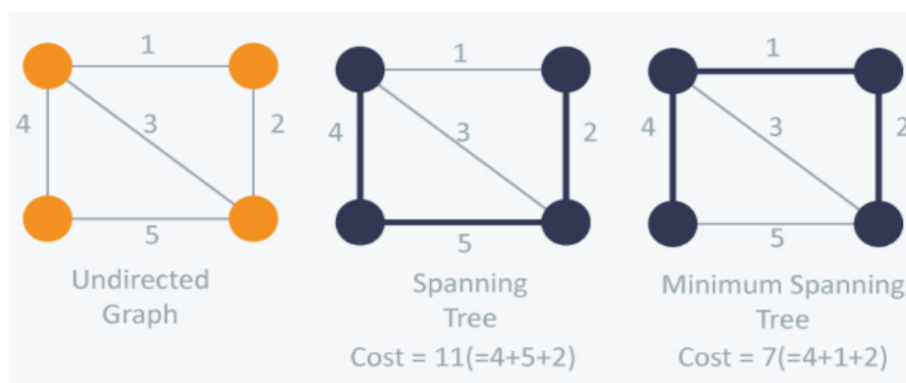 1
4
3
2
5
Undirected
Graph
1
4
3
2
5
Spanning
Tree
Cost = 11(=4+5+2)
1
4
3
2
5
Minimum Spanning
Tree
Cost = 7(=4+1+2)